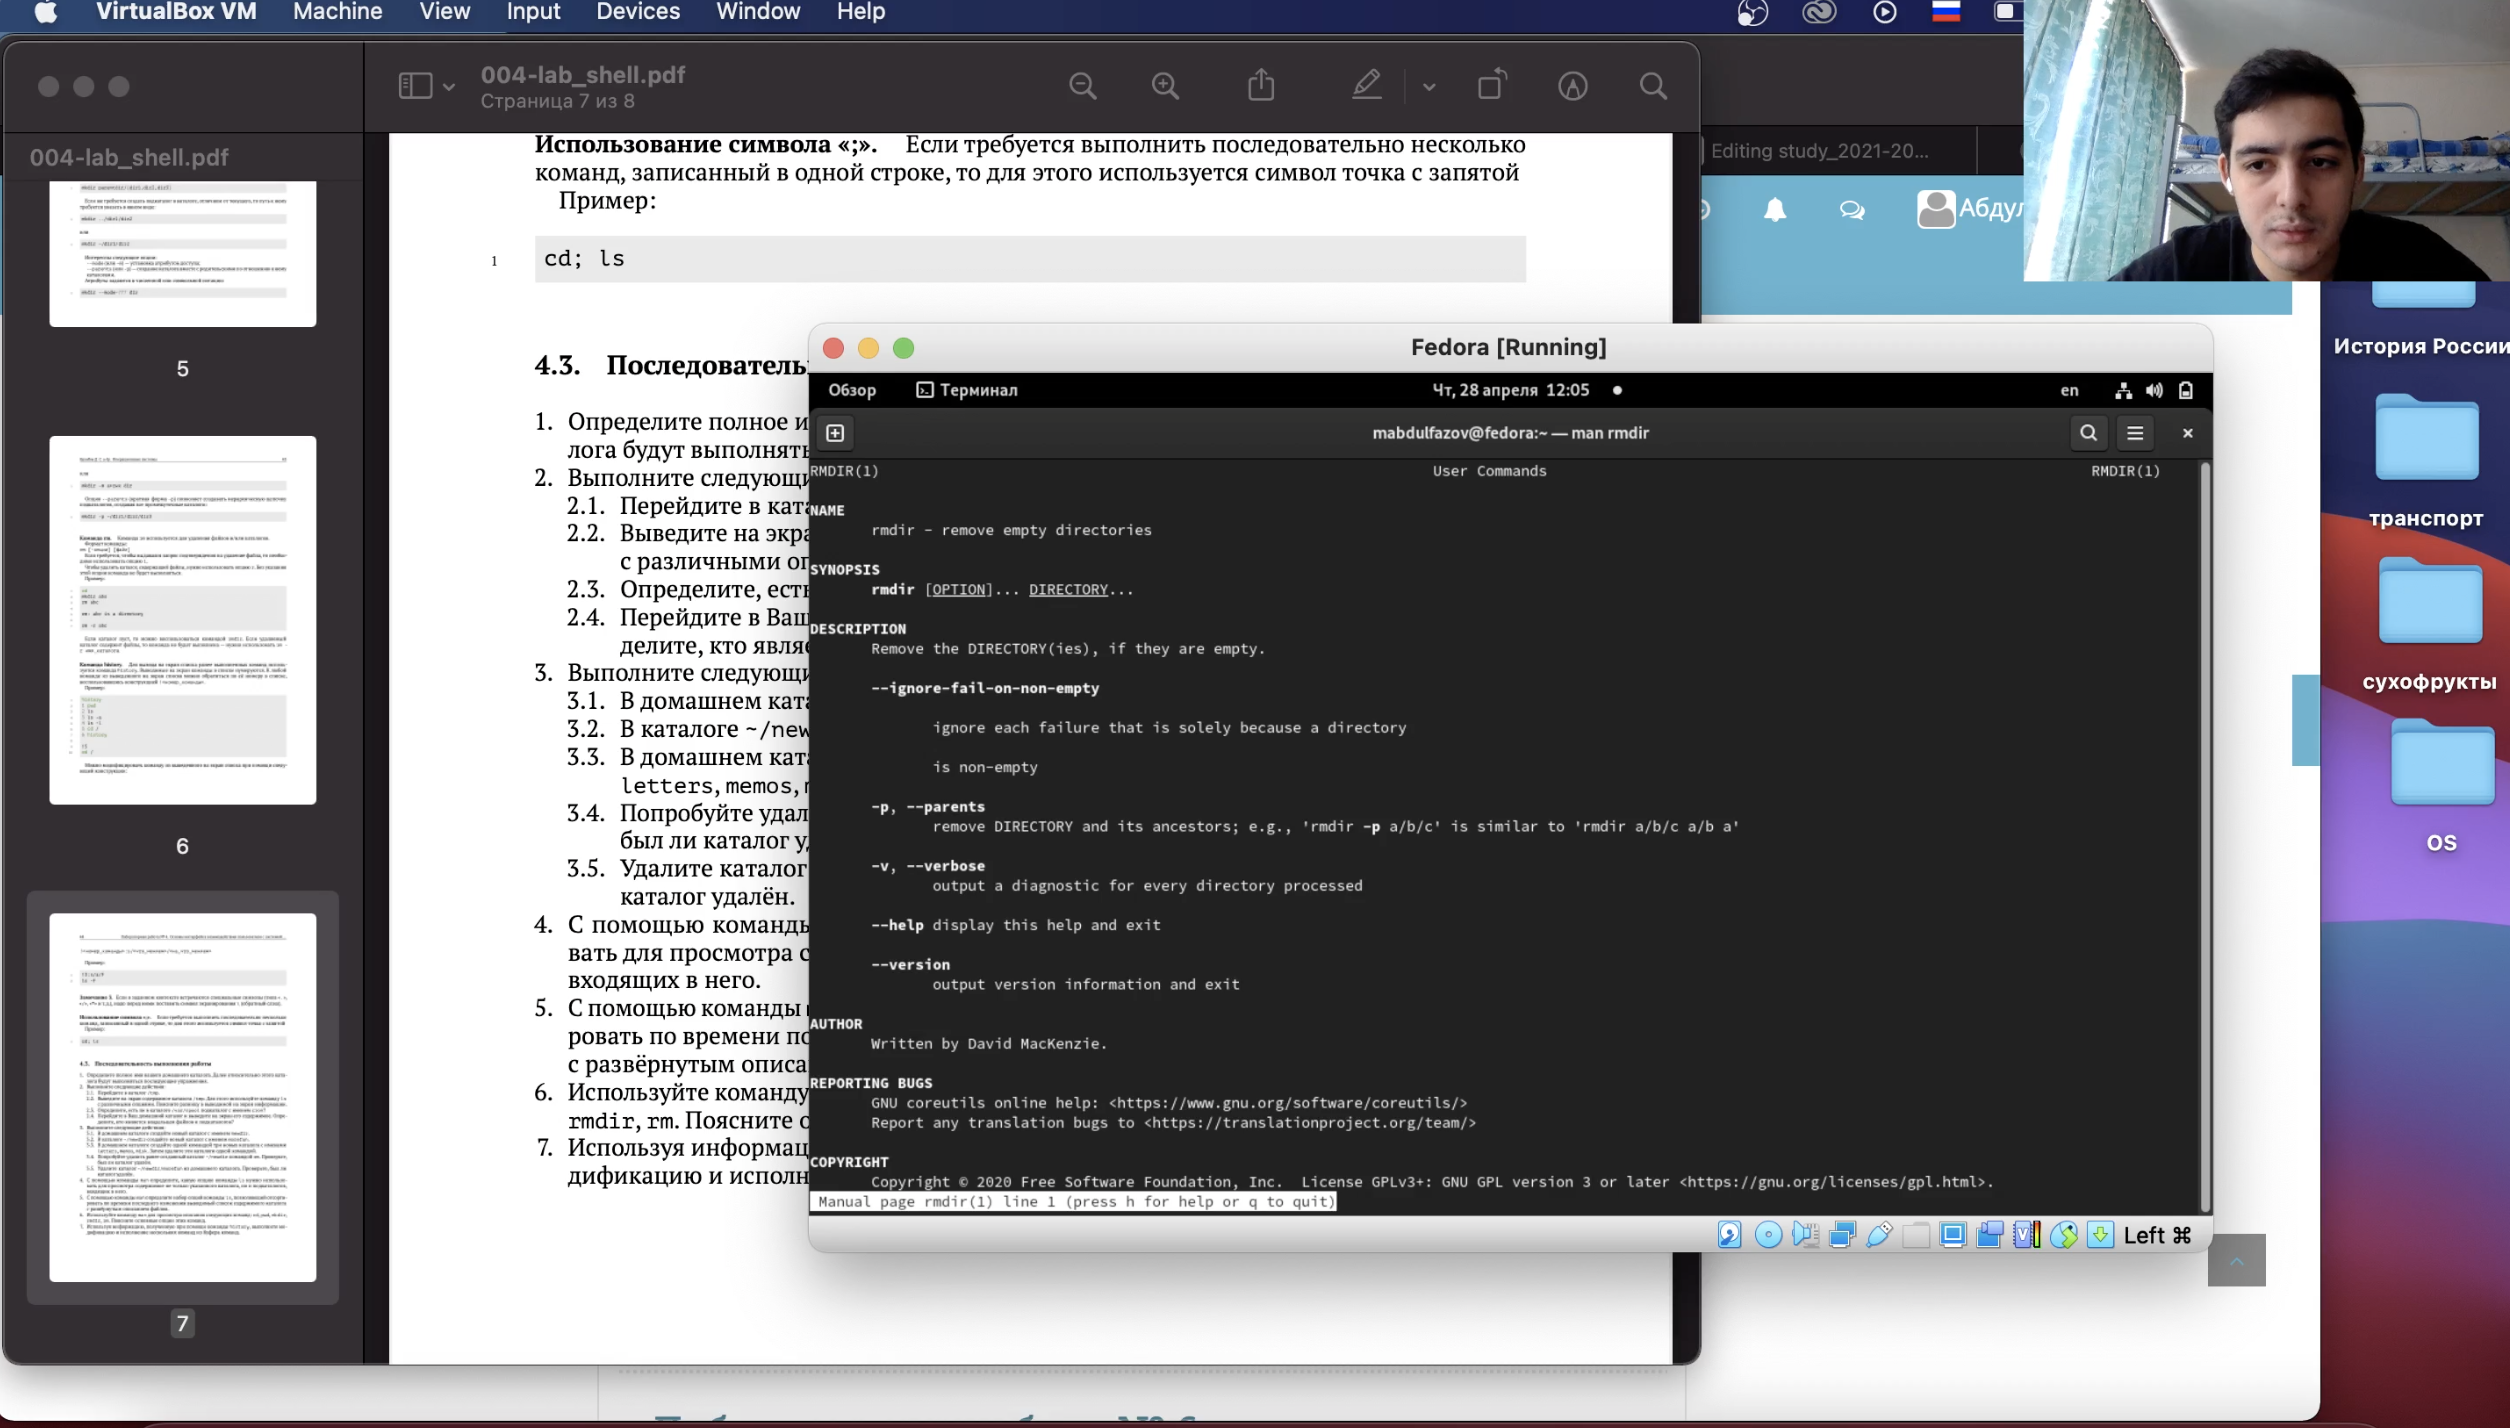 VirtualBox VM Machine View Input Devices Window Help
004-lab_shell.pdf
Страница 7 из 8
004-lab_shell.pdf
5
6
7
Использование символа «;». Если требуется выполнить последовательно несколько
команд, записанный в одной строке, то для этого используется символ точка с запятой
Пример:
1 cd; ls
4.3. Последователь
1. Определите полное и
лога будут выполнять
2. Выполните следующи
2.1. Перейдите в ката
2.2. Выведите на экра
с различными оп
2.3. Определите, есть
2.4. Перейдите в Ваш
делите, кто явля
3. Выполните следующи
3.1. В домашнем ката
3.2. В каталоге ~/new
3.3. В домашнем ката
letters, memos,
3.4. Попробуйте удал
был ли каталог у
3.5. Удалите каталог
каталог удалён.
4. С помощью команды
вать для просмотра с
входящих в него.
5. С помощью команды
ровать по времени по
с развёрнутым описа
6. Используйте команду
rmdir, rm. Поясните о
7. Используя информац
дификацию и исполн
Editing study_2021-20...
Абдул
История России
транспорт
сухофрукты
OS
Fedora [Running]
Обзор Терминал Чт, 28 апреля 12:05 en
mabdulfazov@fedora:~ — man rmdir
RMDIR(1) User Commands RMDIR(1)
NAME
rmdir - remove empty directories
SYNOPSIS
rmdir [OPTION]... DIRECTORY...
DESCRIPTION
Remove the DIRECTORY(ies), if they are empty.
--ignore-fail-on-non-empty
ignore each failure that is solely because a directory
is non-empty
-p, --parents
remove DIRECTORY and its ancestors; e.g., 'rmdir -p a/b/c' is similar to 'rmdir a/b/c a/b a'
-v, --verbose
output a diagnostic for every directory processed
--help display this help and exit
--version
output version information and exit
AUTHOR
Written by David MacKenzie.
REPORTING BUGS
GNU coreutils online help: <https://www.gnu.org/software/coreutils/>
Report any translation bugs to <https://translationproject.org/team/>
COPYRIGHT
Copyright © 2020 Free Software Foundation, Inc. License GPLv3+: GNU GPL version 3 or later <https://gnu.org/licenses/gpl.html>.
Manual page rmdir(1) line 1 (press h for help or q to quit)
Left ⌘